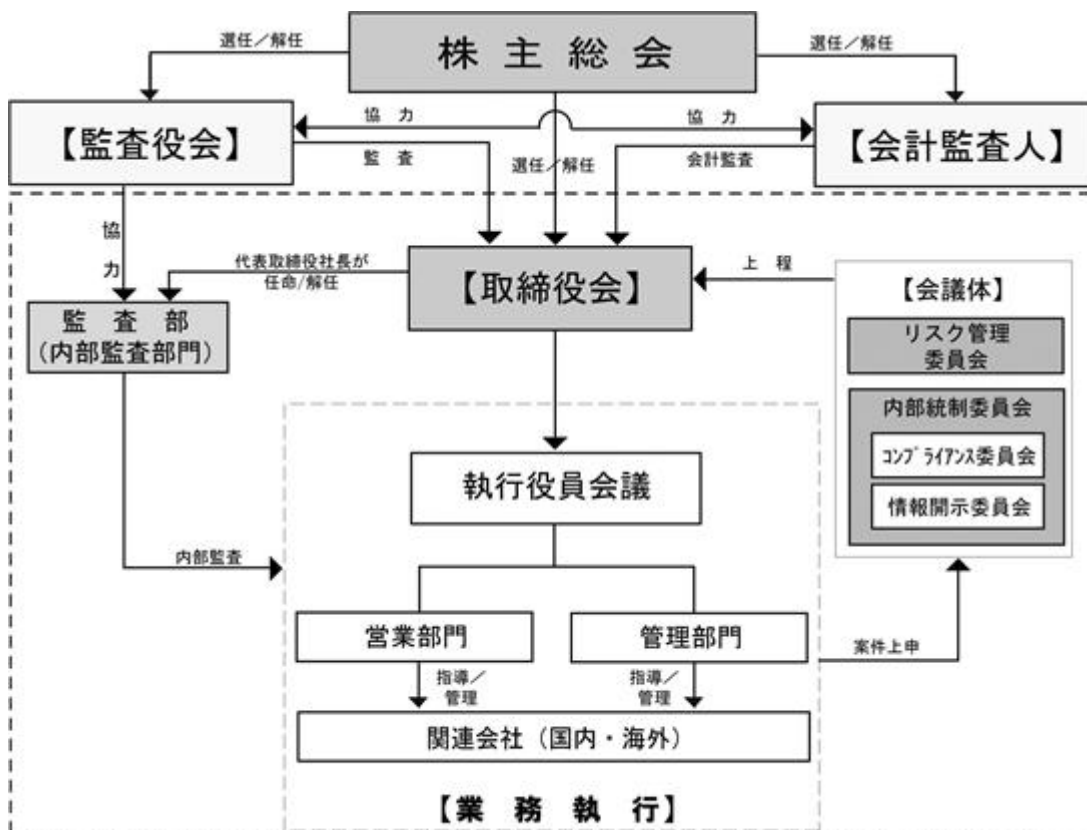 株主総会
選任／解任
選任／解任
【監査役会】
協 力
協 力
【会計監査人】
監 査
選任／解任
会計監査
協
力
代表取締役社長が
任命/解任
【取締役会】
上 程
【会議体】
監 査 部
（内部監査部門）
リスク管理
委員会
内部統制委員会
ｺﾝﾌﾟﾗｲｱﾝｽ委員会
情報開示委員会
執行役員会議
内部監査
営業部門
管理部門
案件上申
指導／
管理
指導／
管理
関連会社（国内・海外）
【業 務 執 行】